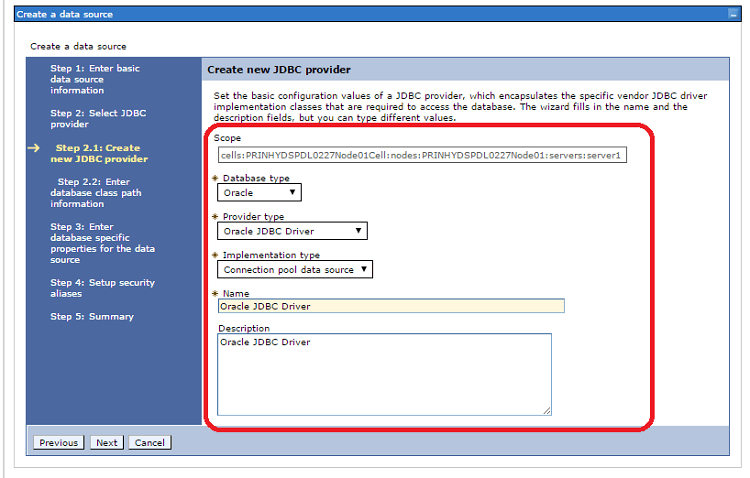 Create a data source
Create a data source
Step 1: Enter basic
data source
information
Step 2: Select JDBC
provider
Step 2.1: Create
new JDBC provider
Step 2.2: Enter
database class path
information
Step 3: Enter
database specific
properties for the data
source
Step 4: Setup security
aliases
Step 5: Summary
Create new JDBC provider
Set the basic configuration values of a JDBC provider, which encapsulates the specific vendor JDBC driver
implementation classes that are required to access the database. The wizard fills in the name and the
description fields, but you can type different values.
Scope
cells:PRINHYDSPDL0227Node01Cell:nodes:PRINHYDSPDL0227Node01:servers:server1
* Database type
Oracle
* Provider type
Oracle JDBC Driver
* Implementation type
Connection pool data source
* Name
Oracle JDBC Driver
Description
Oracle JDBC Driver
Previous Next Cancel